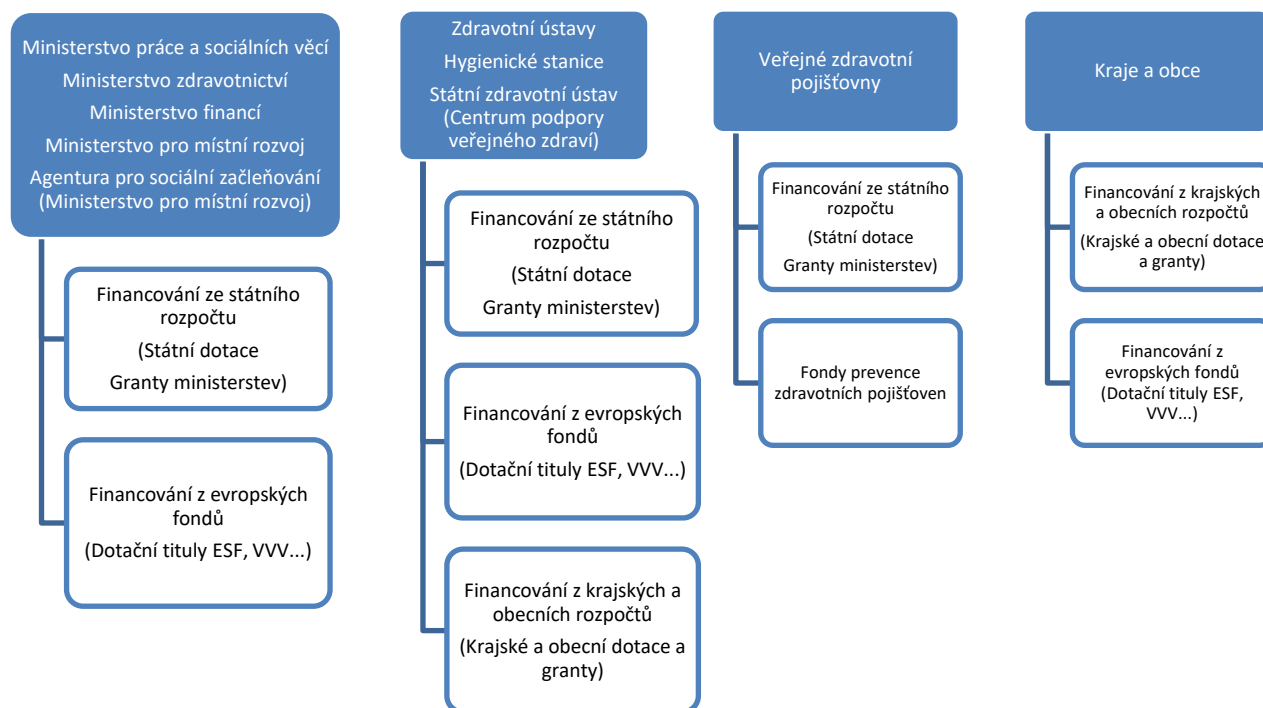 Ministerstvo práce a sociálních věcí
Ministerstvo zdravotnictví
Ministerstvo financí
Ministerstvo pro místní rozvoj
Agentura pro sociální začleňování
(Ministerstvo pro místní rozvoj)
Financování ze státního
rozpočtu
(Státní dotace
Granty ministerstev)
Financování z evropských
fondů
(Dotační tituly ESF, VVV...)
Zdravotní ústavy
Hygienické stanice
Státní zdravotní ústav
(Centrum podpory
veřejného zdraví)
Financování ze státního
rozpočtu
(Státní dotace
Granty ministerstev)
Financování z evropských
fondů
(Dotační tituly ESF, VVV...)
Financování z krajských a
obecních rozpočtů
(Krajské a obecní dotace a
granty)
Veřejné zdravotní
pojišťovny
Financování ze státního
rozpočtu
(Státní dotace
Granty ministerstev)
Fondy prevence
zdravotních pojišťoven
Kraje a obce
Financování z krajských
a obecních rozpočtů
(Krajské a obecní dotace
a granty)
Financování z
evropských fondů
(Dotační tituly ESF,
VVV...)